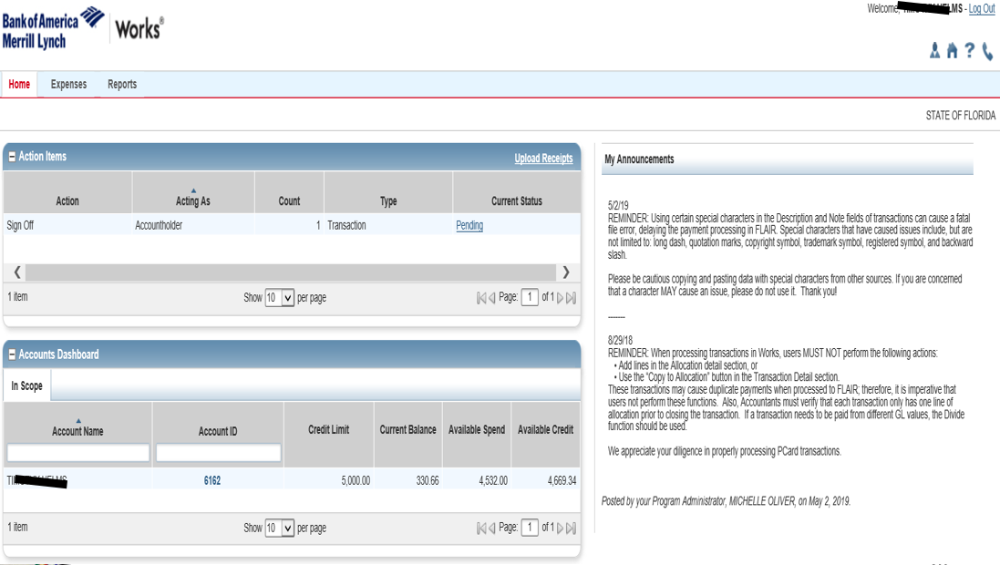 Bank of America
Merrill Lynch
Works®
Welcome, - Log Out
Home Expenses Reports
STATE OF FLORIDA
Action Items Upload Receipts
Action Acting As Count Type Current Status
Sign Off Accountholder 1 Transaction Pending
1 item Show 10 per page Page: 1 of 1
Accounts Dashboard
In Scope
Account Name Account ID Credit Limit Current Balance Available Spend Available Credit
6162 5,000.00 330.66 4,532.00 4,669.34
1 item Show 10 per page Page: 1 of 1
My Announcements
5/2/19
REMINDER: Using certain special characters in the Description and Note fields of transactions can cause a fatal
file error, delaying the payment processing in FLAIR. Special characters that have caused issues include, but are
not limited to: long dash, quotation marks, copyright symbol, trademark symbol, registered symbol, and backward
slash.
Please be cautious copying and pasting data with special characters from other sources. If you are concerned
that a character MAY cause an issue, please do not use it. Thank you!
-------
8/29/18
REMINDER: When processing transactions in Works, users MUST NOT perform the following actions:
• Add lines in the Allocation detail section, or
• Use the “Copy to Allocation” button in the Transaction Detail section.
These transactions may cause duplicate payments when processed to FLAIR; therefore, it is imperative that
users not perform these functions. Also, Accountants must verify that each transaction only has one line of
allocation prior to closing the transaction. If a transaction needs to be paid from different GL values, the Divide
function should be used.
We appreciate your diligence in properly processing PCard transactions.
Posted by your Program Administrator, MICHELLE OLIVER, on May 2, 2019.